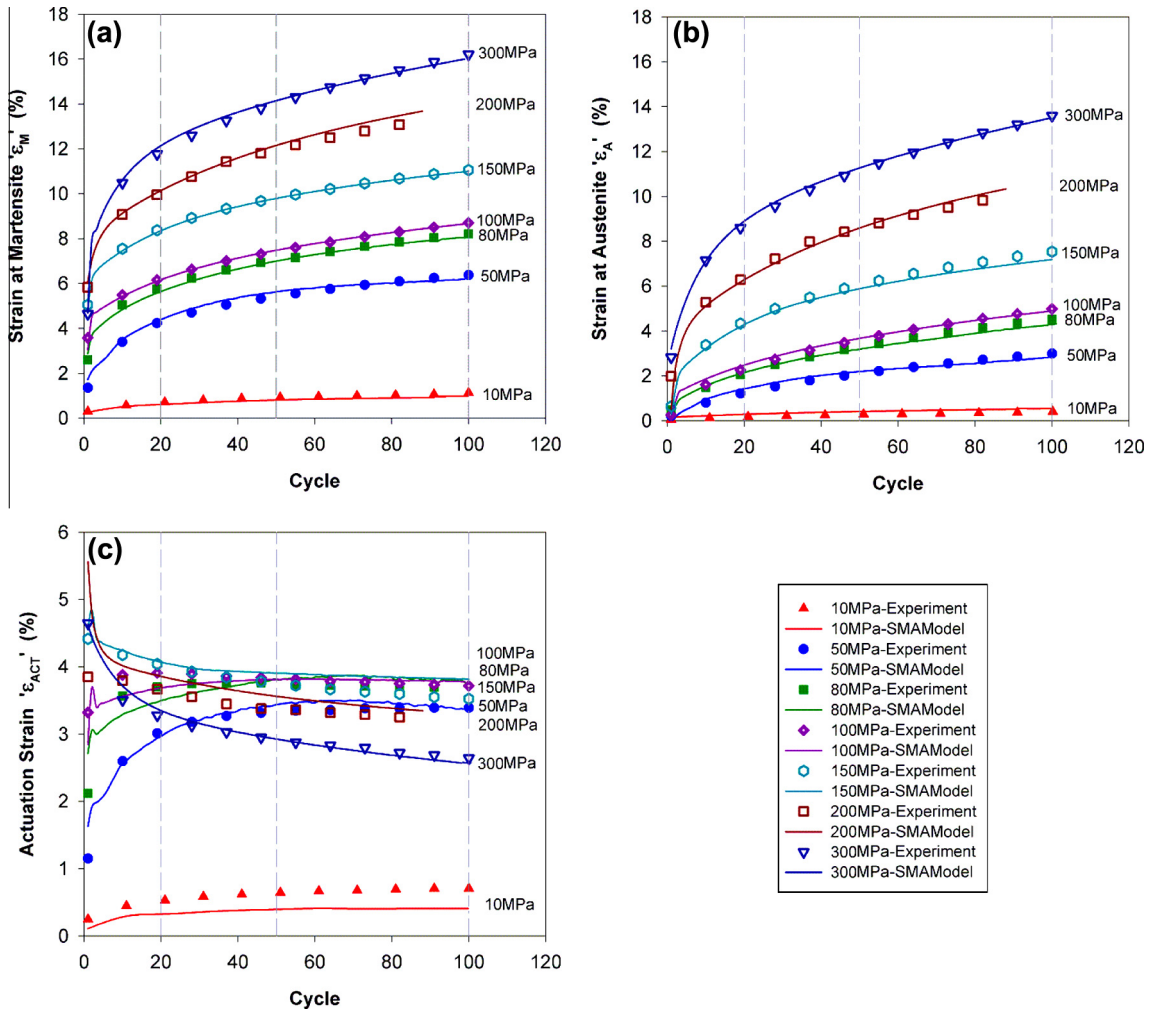 (a)
18
16
14
12
10
8
6
4
2
0
Strain at Martensite 'εM' (%)
300MPa
200MPa
150MPa
100MPa
80MPa
50MPa
10MPa
0 20 40 60 80 100 120
Cycle
(b)
18
16
14
12
10
8
6
4
2
0
Strain at Austenite 'εA' (%)
300MPa
200MPa
150MPa
100MPa
80MPa
50MPa
10MPa
0 20 40 60 80 100 120
Cycle
(c)
6
5
4
3
2
1
0
Actuation Strain 'εACT' (%)
100MPa
80MPa
150MPa
50MPa
200MPa
300MPa
10MPa
0 20 40 60 80 100 120
Cycle
10MPa-Experiment
10MPa-SMAModel
50MPa-Experiment
50MPa-SMAModel
80MPa-Experiment
80MPa-SMAModel
100MPa-Experiment
100MPa-SMAModel
150MPa-Experiment
150MPa-SMAModel
200MPa-Experiment
200MPa-SMAModel
300MPa-Experiment
300MPa-SMAModel